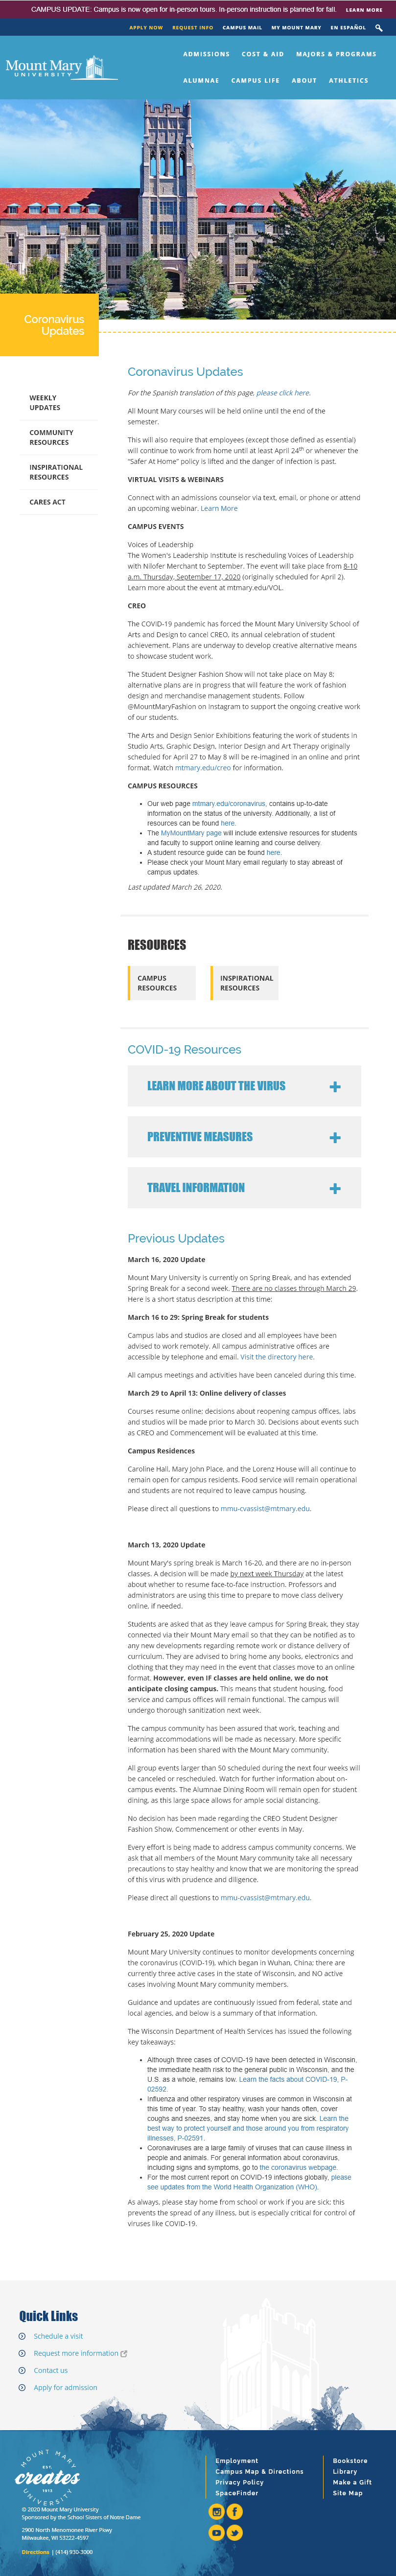 CAMPUS UPDATE: Campus is now open for in-person tours. In-person instruction is planned for fall. LEARN MORE
APPLY NOW REQUEST INFO CAMPUS MAIL MY MOUNT MARY EN ESPAÑOL
Mount Mary
UNIVERSITY
ADMISSIONS COST & AID MAJORS & PROGRAMS
ALUMNAE CAMPUS LIFE ABOUT ATHLETICS
Coronavirus
Updates
WEEKLY
UPDATES
COMMUNITY
RESOURCES
INSPIRATIONAL
RESOURCES
CARES ACT
Coronavirus Updates
For the Spanish translation of this page, please click here.
All Mount Mary courses will be held online until the end of the
semester.
This will also require that employees (except those defined as essential)
will continue to work from home until at least April 24th or whenever the
"Safer At Home" policy is lifted and the danger of infection is past.
VIRTUAL VISITS & WEBINARS
Connect with an admissions counselor via text, email, or phone or attend
an upcoming webinar. Learn More
CAMPUS EVENTS
Voices of Leadership
The Women's Leadership Institute is rescheduling Voices of Leadership
with Nilofer Merchant to September. The event will take place from 8-10
a.m. Thursday, September 17, 2020 (originally scheduled for April 2).
Learn more about the event at mtmary.edu/VOL.
CREO
The COVID-19 pandemic has forced the Mount Mary University School of
Arts and Design to cancel CREO, its annual celebration of student
achievement. Plans are underway to develop creative alternative means
to showcase student work.
The Student Designer Fashion Show will not take place on May 8;
alternative plans are in progress that will feature the work of fashion
design and merchandise management students. Follow
@MountMaryFashion on Instagram to support the ongoing creative work
of our students.
The Arts and Design Senior Exhibitions featuring the work of students in
Studio Arts, Graphic Design, Interior Design and Art Therapy originally
scheduled for April 27 to May 8 will be re-imagined in an online and print
format. Watch mtmary.edu/creo for information.
CAMPUS RESOURCES
• Our web page mtmary.edu/coronavirus, contains up-to-date
information on the status of the university. Additionally, a list of
resources can be found here.
• The MyMountMary page will include extensive resources for students
and faculty to support online learning and course delivery.
• A student resource guide can be found here.
• Please check your Mount Mary email regularly to stay abreast of
campus updates.
Last updated March 26, 2020.
RESOURCES
CAMPUS
RESOURCES
INSPIRATIONAL
RESOURCES
COVID-19 Resources
LEARN MORE ABOUT THE VIRUS +
PREVENTIVE MEASURES +
TRAVEL INFORMATION +
Previous Updates
March 16, 2020 Update
Mount Mary University is currently on Spring Break, and has extended
Spring Break for a second week. There are no classes through March 29.
Here is a short status description at this time:
March 16 to 29: Spring Break for students
Campus labs and studios are closed and all employees have been
advised to work remotely. All campus administrative offices are
accessible by telephone and email. Visit the directory here.
All campus meetings and activities have been canceled during this time.
March 29 to April 13: Online delivery of classes
Courses resume online; decisions about reopening campus offices, labs
and studios will be made prior to March 30. Decisions about events such
as CREO and Commencement will be evaluated at this time.
Campus Residences
Caroline Hall, Mary John Place, and the Lorenz House will all continue to
remain open for campus residents. Food service will remain operational
and students are not required to leave campus housing.
Please direct all questions to mmu-cvassist@mtmary.edu.
March 13, 2020 Update
Mount Mary's spring break is March 16-20, and there are no in-person
classes. A decision will be made by next week Thursday at the latest
about whether to resume face-to-face instruction. Professors and
administrators are using this time to prepare to move class delivery
online, if needed.
Students are asked that as they leave campus for Spring Break, they stay
connected via their Mount Mary email so that they can be notified as to
any new developments regarding remote work or distance delivery of
curriculum. They are advised to bring home any books, electronics and
clothing that they may need in the event that classes move to an online
format. However, even IF classes are held online, we do not
anticipate closing campus. This means that student housing, food
service and campus offices will remain functional. The campus will
undergo thorough sanitization next week.
The campus community has been assured that work, teaching and
learning accommodations will be made as necessary. More specific
information has been shared with the Mount Mary community.
All group events larger than 50 scheduled during the next four weeks will
be canceled or rescheduled. Watch for further information about on-
campus events. The Alumnae Dining Room will remain open for student
dining, as this large space allows for ample social distancing.
No decision has been made regarding the CREO Student Designer
Fashion Show, Commencement or other events in May.
Every effort is being made to address campus community concerns. We
ask that all members of the Mount Mary community take all necessary
precautions to stay healthy and know that we are monitoring the spread
of this virus with prudence and diligence.
Please direct all questions to mmu-cvassist@mtmary.edu.
February 25, 2020 Update
Mount Mary University continues to monitor developments concerning
the coronavirus (COVID-19), which began in Wuhan, China; there are
currently three active cases in the state of Wisconsin, and NO active
cases involving Mount Mary community members.
Guidance and updates are continuously issued from federal, state and
local agencies, and below is a summary of that information.
The Wisconsin Department of Health Services has issued the following
key takeaways:
• Although three cases of COVID-19 have been detected in Wisconsin,
the immediate health risk to the general public in Wisconsin, and the
U.S. as a whole, remains low. Learn the facts about COVID-19, P-
02592.
• Influenza and other respiratory viruses are common in Wisconsin at
this time of year. To stay healthy, wash your hands often, cover
coughs and sneezes, and stay home when you are sick. Learn the
best way to protect yourself and those around you from respiratory
illnesses, P-02591.
• Coronaviruses are a large family of viruses that can cause illness in
people and animals. For general information about coronavirus,
including signs and symptoms, go to the coronavirus webpage.
• For the most current report on COVID-19 infections globally, please
see updates from the World Health Organization (WHO).
As always, please stay home from school or work if you are sick; this
prevents the spread of any illness, but is especially critical for control of
viruses like COVID-19.
Quick Links
Schedule a visit
Request more information
Contact us
Apply for admission
MOUNT MARY
creates
1913
UNIVERSITY
© 2020 Mount Mary University
Sponsored by the School Sisters of Notre Dame
2900 North Menomonee River Pkwy
Milwaukee, WI 53222-4597
Directions | (414) 930-3000
Employment
Campus Map & Directions
Privacy Policy
SpaceFinder
Bookstore
Library
Make a Gift
Site Map